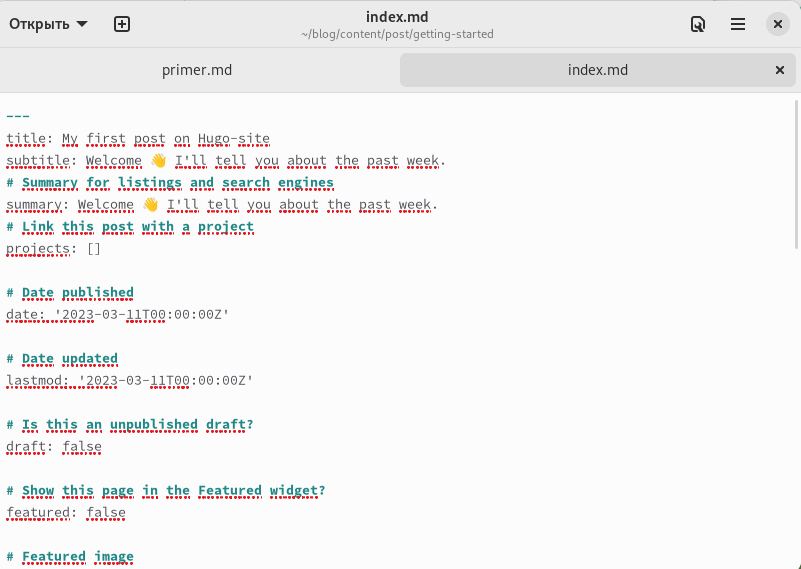 Открыть
index.md
~/blog/content/post/getting-started
primer.md
index.md
---
title: My first post on Hugo-site
subtitle: Welcome 👋 I'll tell you about the past week.
# Summary for listings and search engines
summary: Welcome 👋 I'll tell you about the past week.
# Link this post with a project
projects: []
# Date published
date: '2023-03-11T00:00:00Z'
# Date updated
lastmod: '2023-03-11T00:00:00Z'
# Is this an unpublished draft?
draft: false
# Show this page in the Featured widget?
featured: false
# Featured image